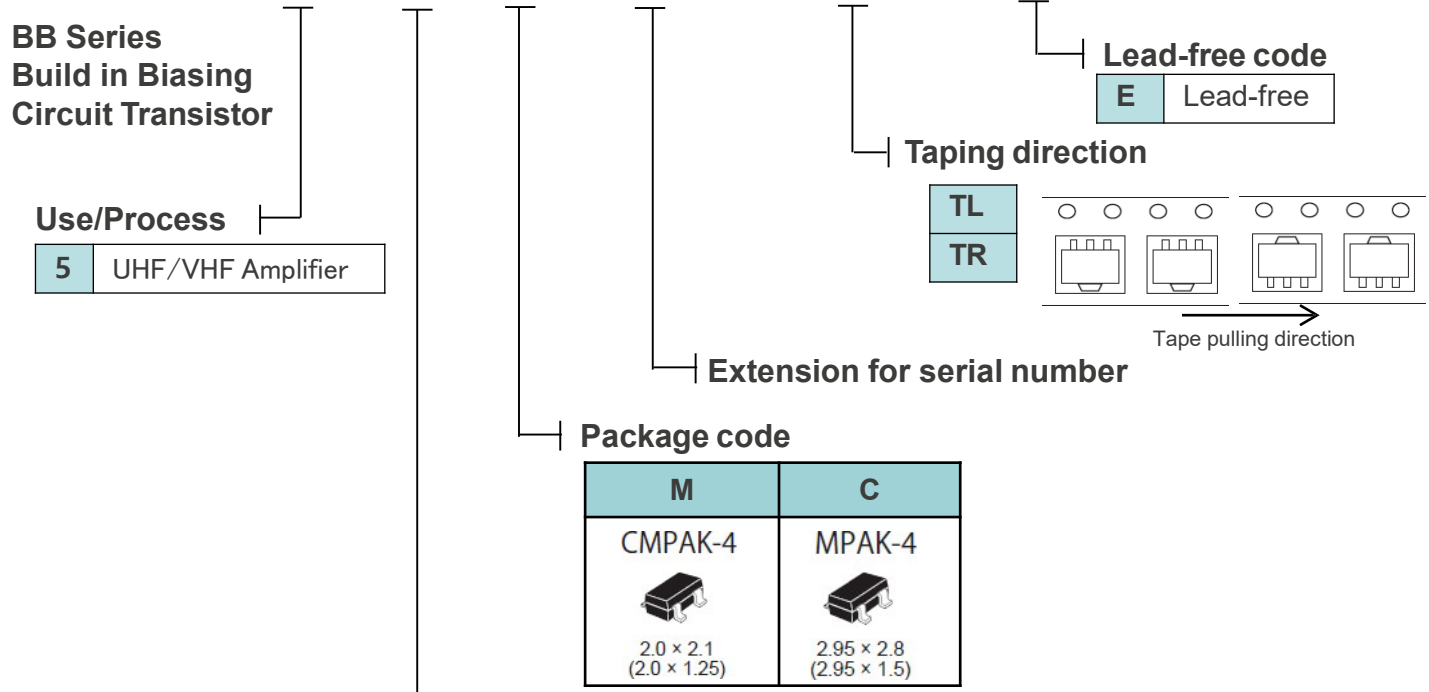 BB Series
Build in Biasing
Circuit Transistor
Lead-free code
E Lead-free
Taping direction
TL
TR
Tape pulling direction
Use/Process
5 UHF/VHF Amplifier
Extension for serial number
Package code
M C
CMPAK-4 MPAK-4
2.0 × 2.1 2.95 × 2.8
(2.0 × 1.25) (2.95 × 1.5)